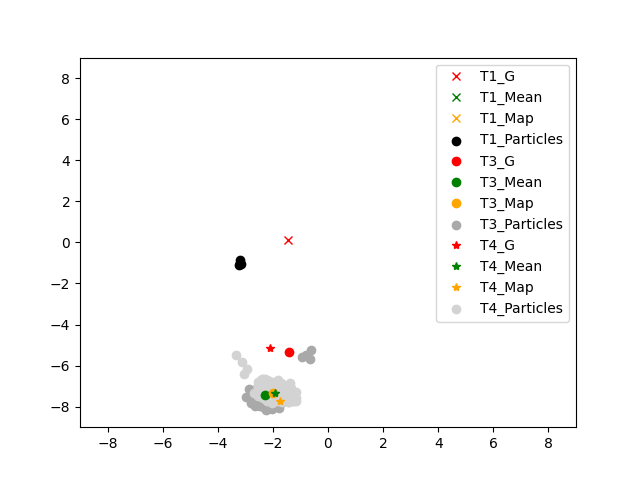 8
6
4
2
0
−2
−4
−6
−8
−8
−6
−4
−2
0
2
4
6
8
T1_G
T1_Mean
T1_Map
T1_Particles
T3_G
T3_Mean
T3_Map
T3_Particles
T4_G
T4_Mean
T4_Map
T4_Particles